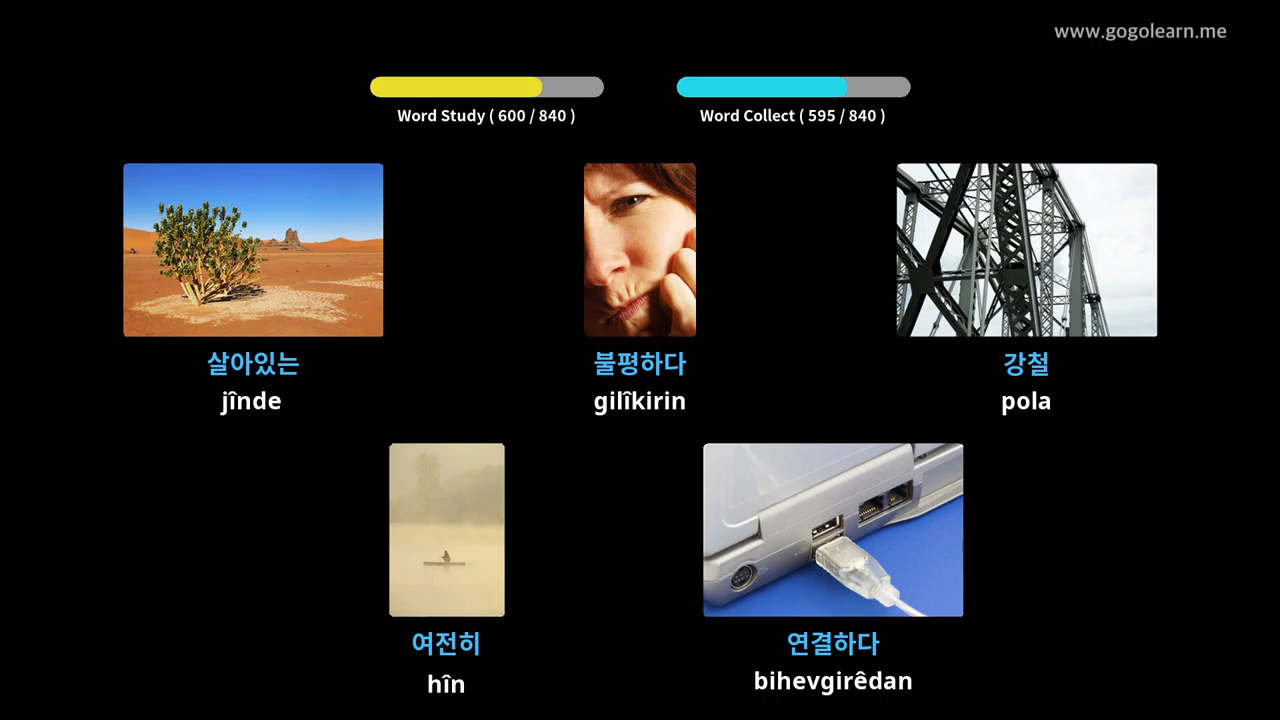 www.gogolearn.me
Word Study ( 600 / 840 )
Word Collect ( 595 / 840 )
살아있는
jînde
불평하다
gilîkirin
강철
pola
여전히
hîn
연결하다
bihevgirêdan